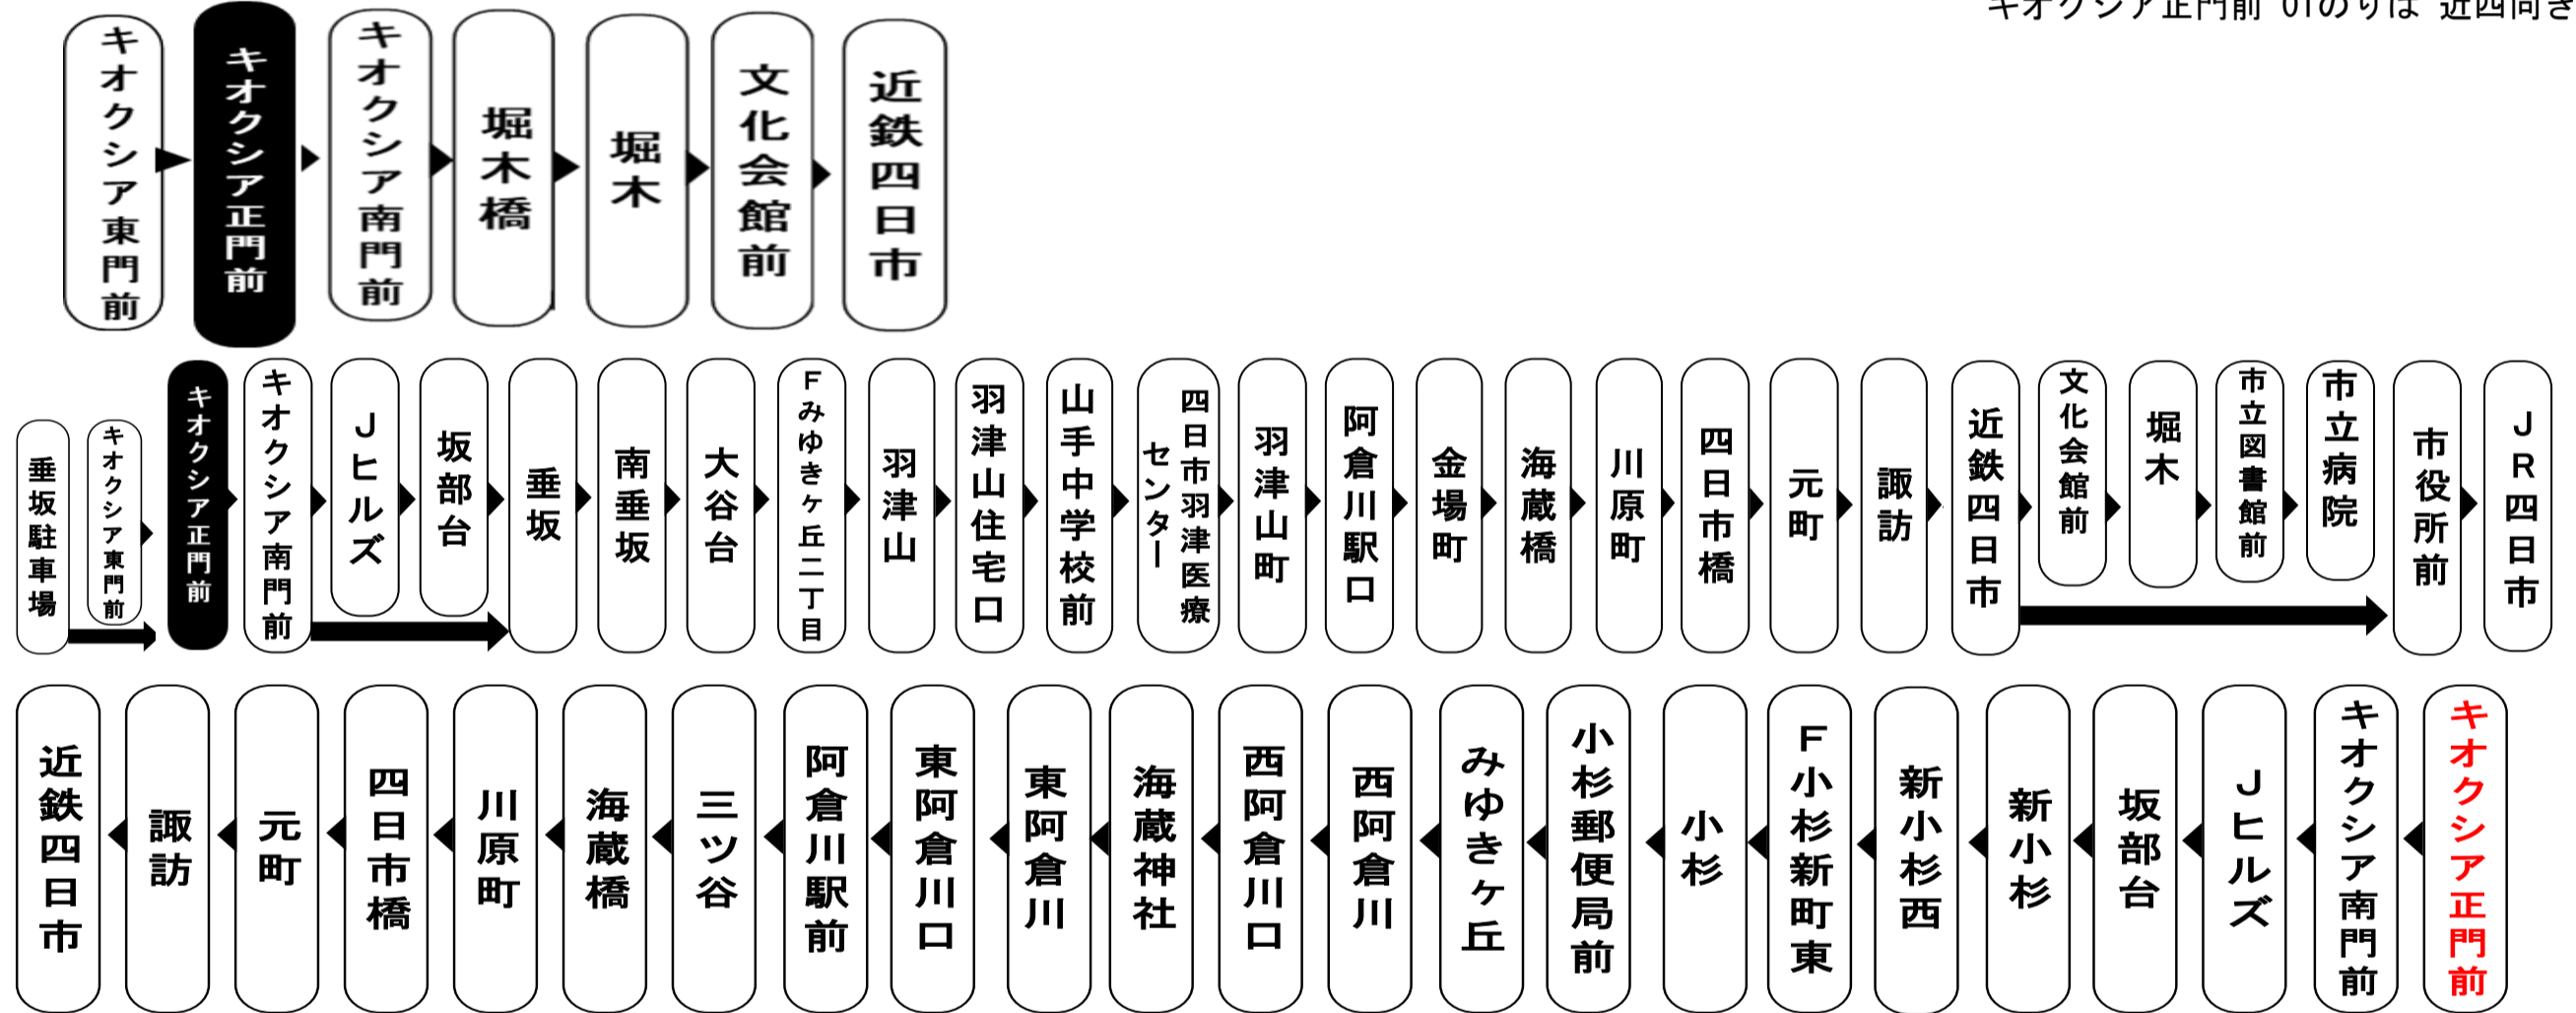 キオクシア正門前 01のりば 近四向き
キオクシア東門前
キオクシア正門前
キオクシア南門前
堀木橋
堀木
文化会館前
近鉄四日市
垂坂駐車場
キオクシア東門前
キオクシア正門前
キオクシア南門前
Jヒルズ
坂部台
垂坂
南垂坂
大谷台
Fみゆきヶ丘二丁目
羽津山
羽津山住宅口
山手中学校前
四日市羽津医療
センター
羽津山町
阿倉川駅口
金場町
海蔵橋
川原町
四日市橋
元町
諏訪
近鉄四日市
文化会館前
堀木
市立図書館前
市立病院
市役所前
JR四日市
キオクシア正門前
キオクシア南門前
Jヒルズ
坂部台
新小杉
新小杉西
F小杉新町東
小杉
小杉郵便局前
みゆきヶ丘
西阿倉川
西阿倉川口
海蔵神社
東阿倉川
東阿倉川口
阿倉川駅前
三ツ谷
海蔵橋
川原町
四日市橋
元町
諏訪
近鉄四日市